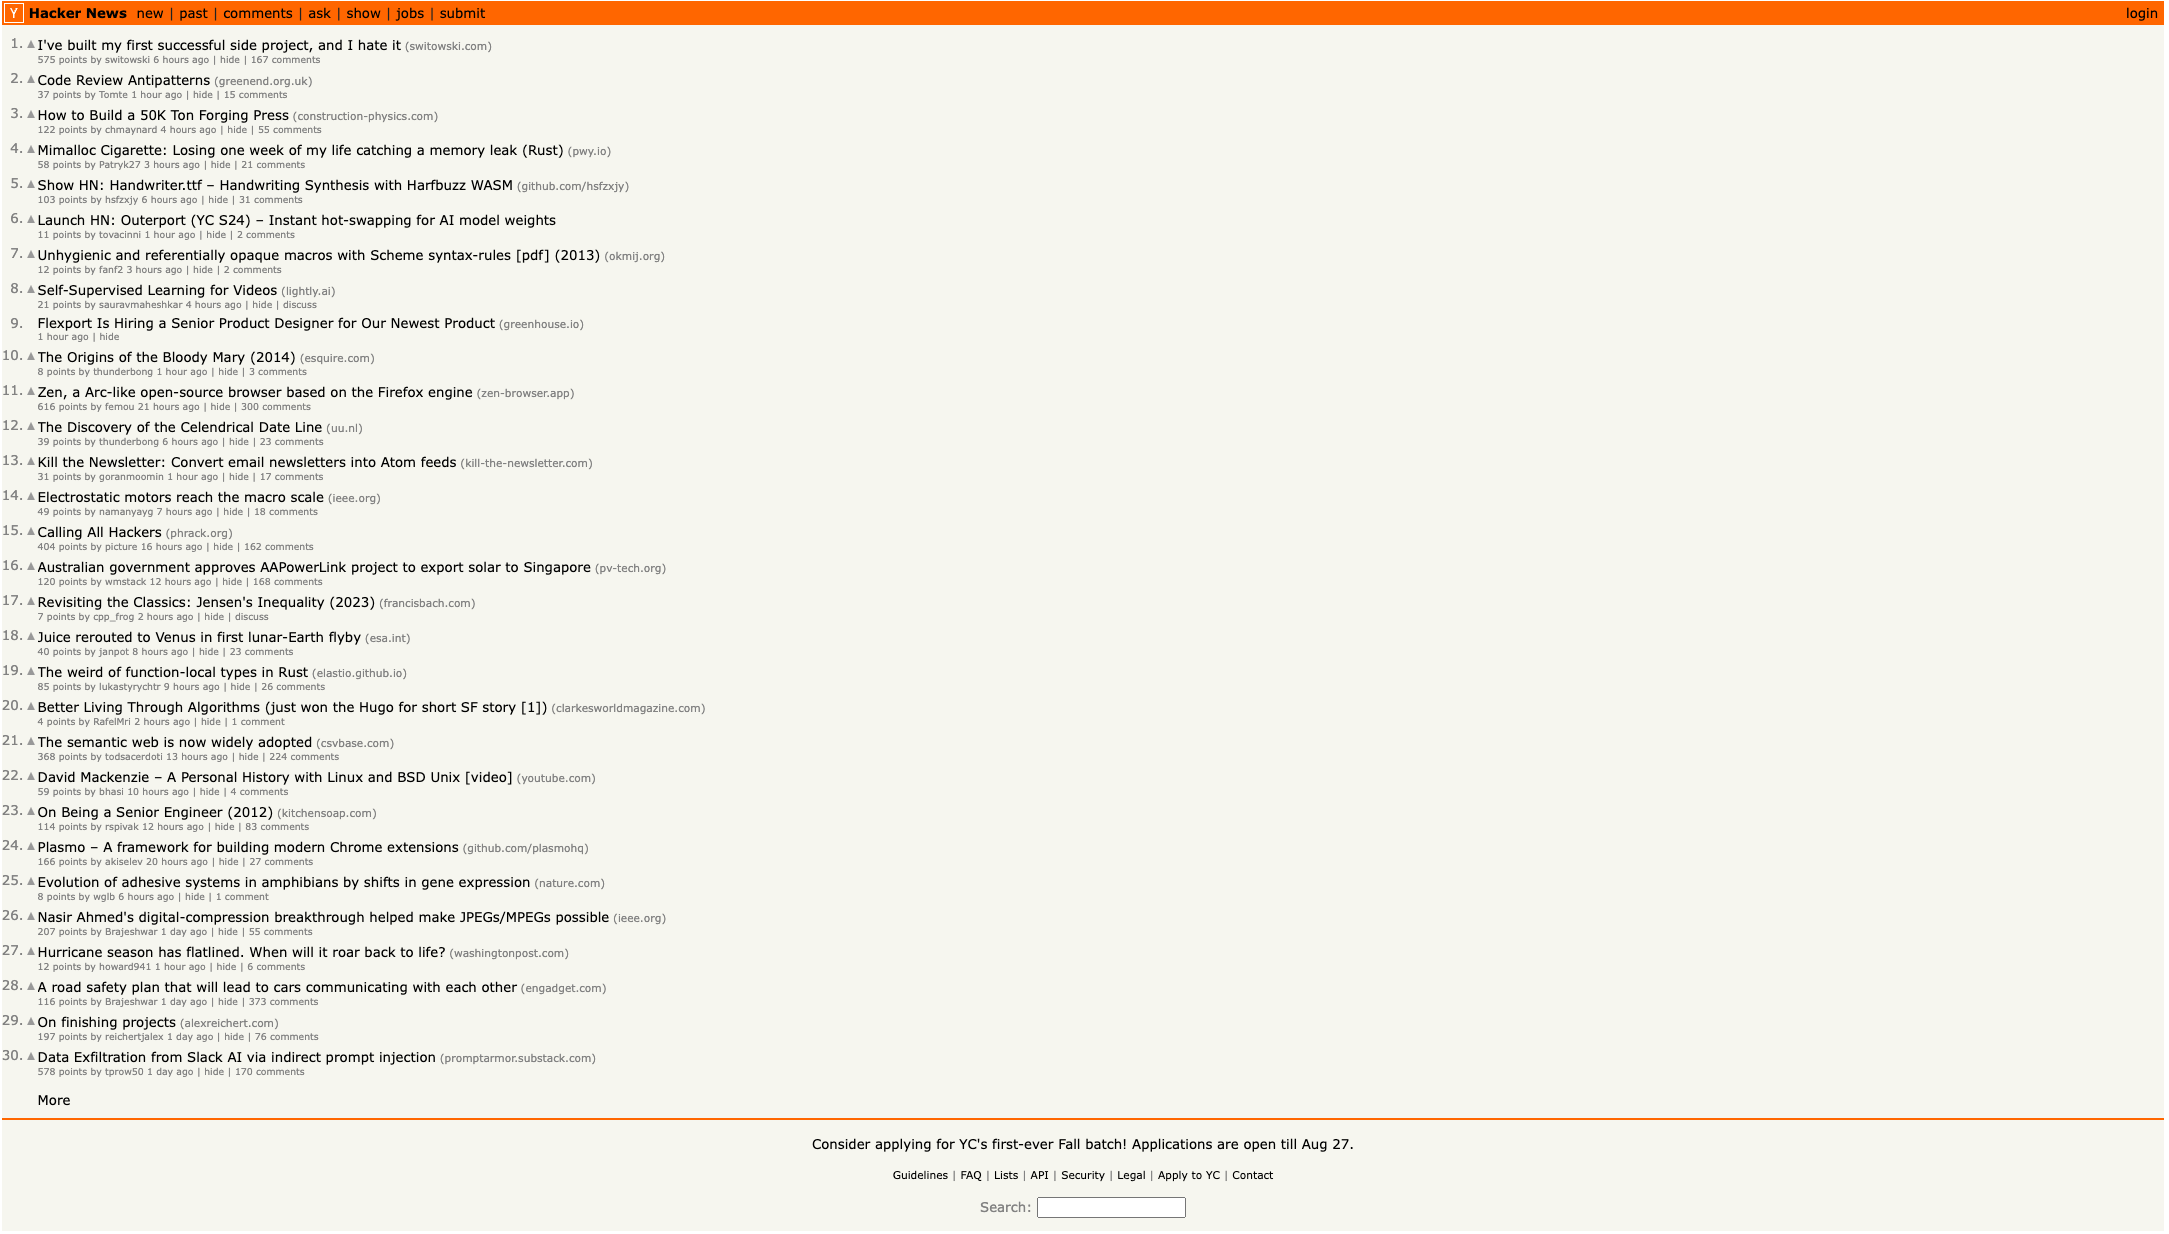 Y Hacker News new | past | comments | ask | show | jobs | submit login
1. ▲ I've built my first successful side project, and I hate it (switowski.com)
575 points by switowski 6 hours ago | hide | 167 comments
2. ▲ Code Review Antipatterns (greenend.org.uk)
37 points by Tomte 1 hour ago | hide | 15 comments
3. ▲ How to Build a 50K Ton Forging Press (construction-physics.com)
122 points by chmaynard 4 hours ago | hide | 55 comments
4. ▲ Mimalloc Cigarette: Losing one week of my life catching a memory leak (Rust) (pwy.io)
58 points by Patryk27 3 hours ago | hide | 21 comments
5. ▲ Show HN: Handwriter.ttf – Handwriting Synthesis with Harfbuzz WASM (github.com/hsfzxjy)
103 points by hsfzxjy 6 hours ago | hide | 31 comments
6. ▲ Launch HN: Outerport (YC S24) – Instant hot-swapping for AI model weights
11 points by tovacinni 1 hour ago | hide | 2 comments
7. ▲ Unhygienic and referentially opaque macros with Scheme syntax-rules [pdf] (2013) (okmij.org)
12 points by fanf2 3 hours ago | hide | 2 comments
8. ▲ Self-Supervised Learning for Videos (lightly.ai)
21 points by sauravmaheshkar 4 hours ago | hide | discuss
9. Flexport Is Hiring a Senior Product Designer for Our Newest Product (greenhouse.io)
1 hour ago | hide
10. ▲ The Origins of the Bloody Mary (2014) (esquire.com)
8 points by thunderbong 1 hour ago | hide | 3 comments
11. ▲ Zen, a Arc-like open-source browser based on the Firefox engine (zen-browser.app)
616 points by femou 21 hours ago | hide | 300 comments
12. ▲ The Discovery of the Celendrical Date Line (uu.nl)
39 points by thunderbong 6 hours ago | hide | 23 comments
13. ▲ Kill the Newsletter: Convert email newsletters into Atom feeds (kill-the-newsletter.com)
31 points by goranmoomin 1 hour ago | hide | 17 comments
14. ▲ Electrostatic motors reach the macro scale (ieee.org)
49 points by namanyayg 7 hours ago | hide | 18 comments
15. ▲ Calling All Hackers (phrack.org)
404 points by picture 16 hours ago | hide | 162 comments
16. ▲ Australian government approves AAPowerLink project to export solar to Singapore (pv-tech.org)
120 points by wmstack 12 hours ago | hide | 168 comments
17. ▲ Revisiting the Classics: Jensen's Inequality (2023) (francisbach.com)
7 points by cpp_frog 2 hours ago | hide | discuss
18. ▲ Juice rerouted to Venus in first lunar-Earth flyby (esa.int)
40 points by janpot 8 hours ago | hide | 23 comments
19. ▲ The weird of function-local types in Rust (elastio.github.io)
85 points by lukastyrychtr 9 hours ago | hide | 26 comments
20. ▲ Better Living Through Algorithms (just won the Hugo for short SF story [1]) (clarkesworldmagazine.com)
4 points by RafelMri 2 hours ago | hide | 1 comment
21. ▲ The semantic web is now widely adopted (csvbase.com)
368 points by todsacerdoti 13 hours ago | hide | 224 comments
22. ▲ David Mackenzie – A Personal History with Linux and BSD Unix [video] (youtube.com)
59 points by bhasi 10 hours ago | hide | 4 comments
23. ▲ On Being a Senior Engineer (2012) (kitchensoap.com)
114 points by rspivak 12 hours ago | hide | 83 comments
24. ▲ Plasmo – A framework for building modern Chrome extensions (github.com/plasmohq)
166 points by akiselev 20 hours ago | hide | 27 comments
25. ▲ Evolution of adhesive systems in amphibians by shifts in gene expression (nature.com)
8 points by wglb 6 hours ago | hide | 1 comment
26. ▲ Nasir Ahmed's digital-compression breakthrough helped make JPEGs/MPEGs possible (ieee.org)
207 points by Brajeshwar 1 day ago | hide | 55 comments
27. ▲ Hurricane season has flatlined. When will it roar back to life? (washingtonpost.com)
12 points by howard941 1 hour ago | hide | 6 comments
28. ▲ A road safety plan that will lead to cars communicating with each other (engadget.com)
116 points by Brajeshwar 1 day ago | hide | 373 comments
29. ▲ On finishing projects (alexreichert.com)
197 points by reichertjalex 1 day ago | hide | 76 comments
30. ▲ Data Exfiltration from Slack AI via indirect prompt injection (promptarmor.substack.com)
578 points by tprow50 1 day ago | hide | 170 comments
More
Consider applying for YC's first-ever Fall batch! Applications are open till Aug 27.
Guidelines | FAQ | Lists | API | Security | Legal | Apply to YC | Contact
Search: